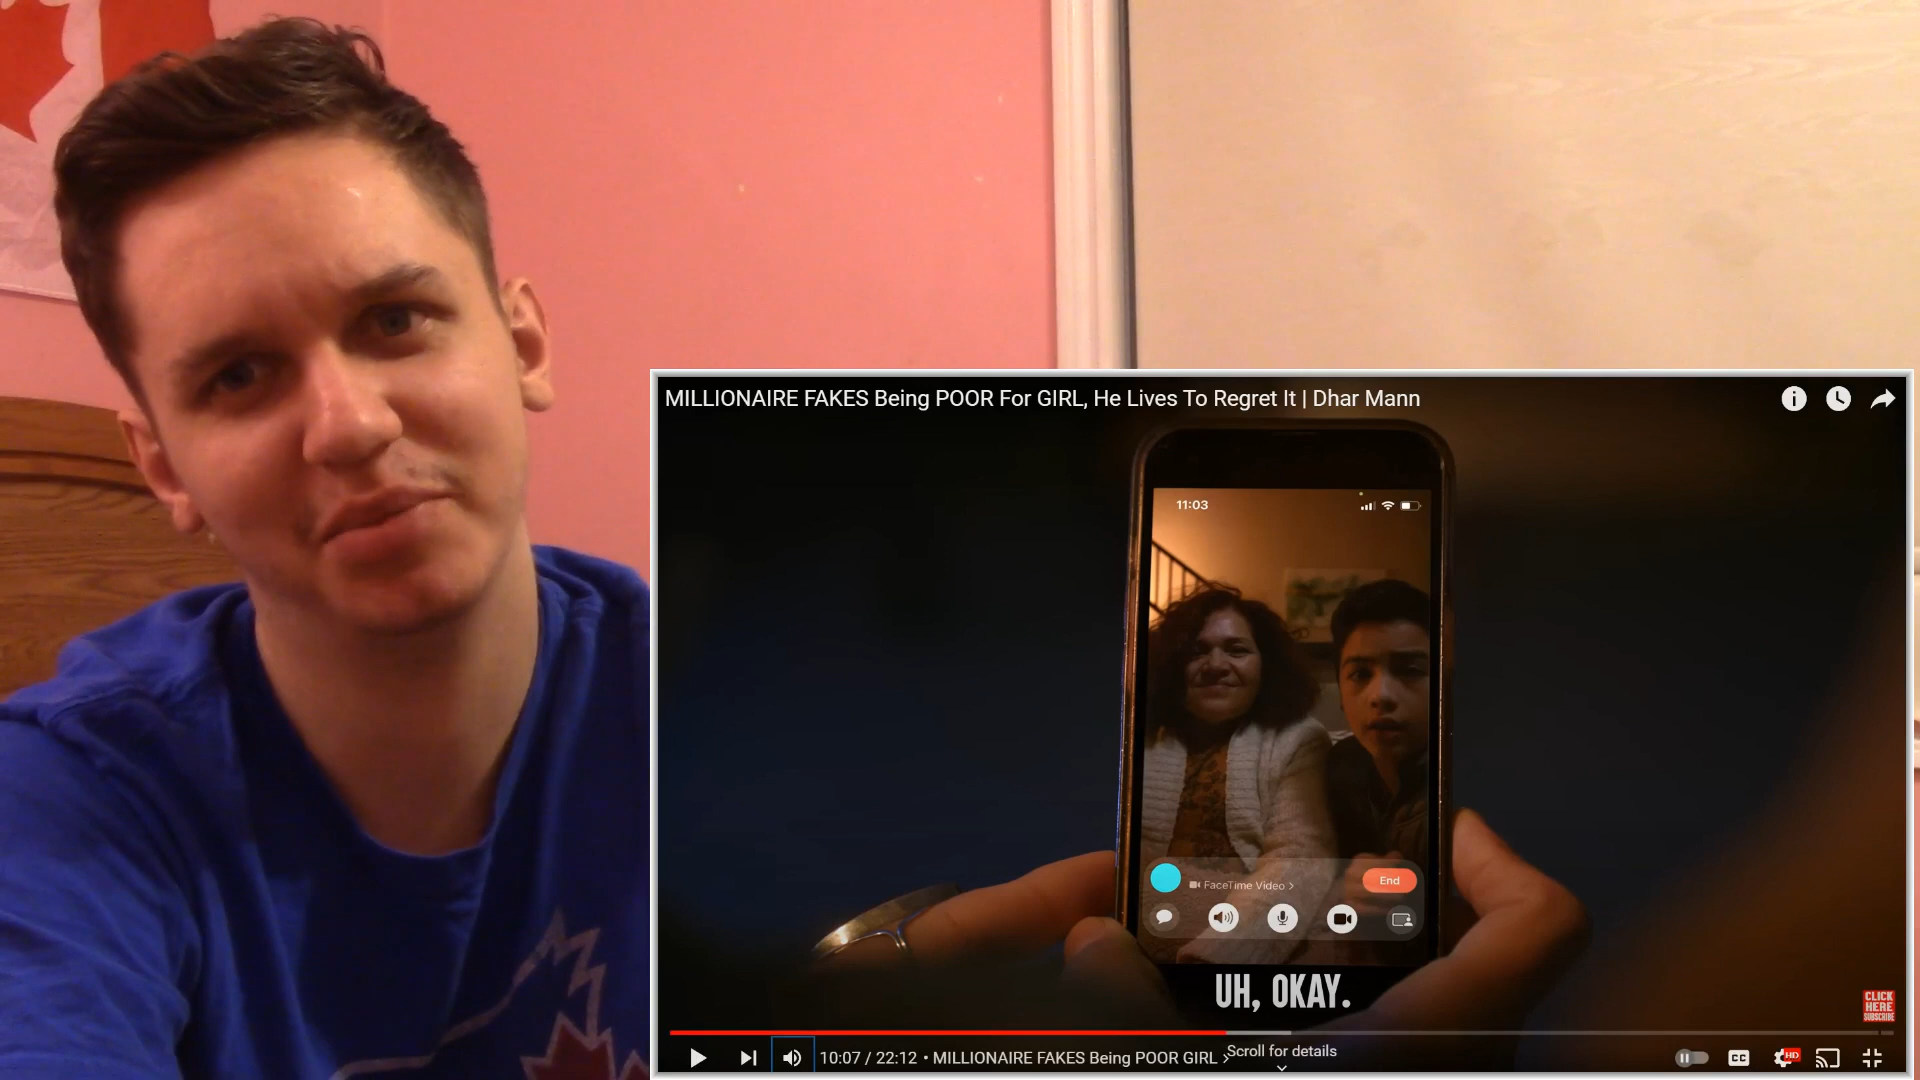 MILLIONAIRE FAKES Being POOR For GIRL, He Lives To Regret It | Dhar Mann
11:03
FaceTime Video >
End
UH, OKAY.
CLICK
HERE
SUBSCRIBE
10:07 / 22:12 • MILLIONAIRE FAKES Being POOR GIRL >
Scroll for details
CC
HD